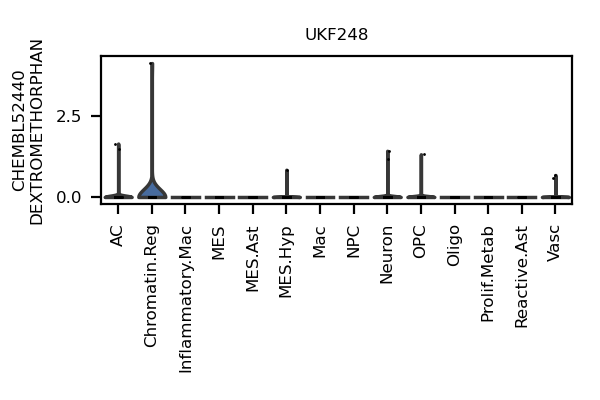 UKF248
CHEMBL52440
DEXTROMETHORPHAN
2.5
0.0
AC
Chromatin.Reg
Inflammatory.Mac
MES
MES.Ast
MES.Hyp
Mac
NPC
Neuron
OPC
Oligo
Prolif.Metab
Reactive.Ast
Vasc